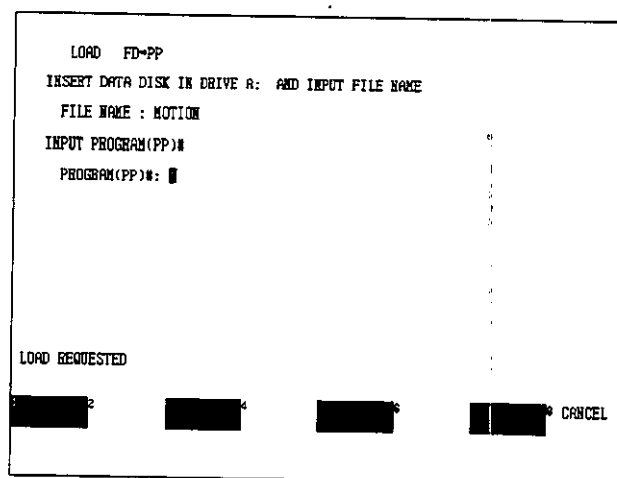 LOAD FD→PP
INSERT DATA DISK IN DRIVE A: AND INPUT FILE NAME
FILE NAME : MOTION
INPUT PROGRAM(PP)#
PROGRAM(PP)#:
LOAD REQUESTED
2 4 6 8 CANCEL